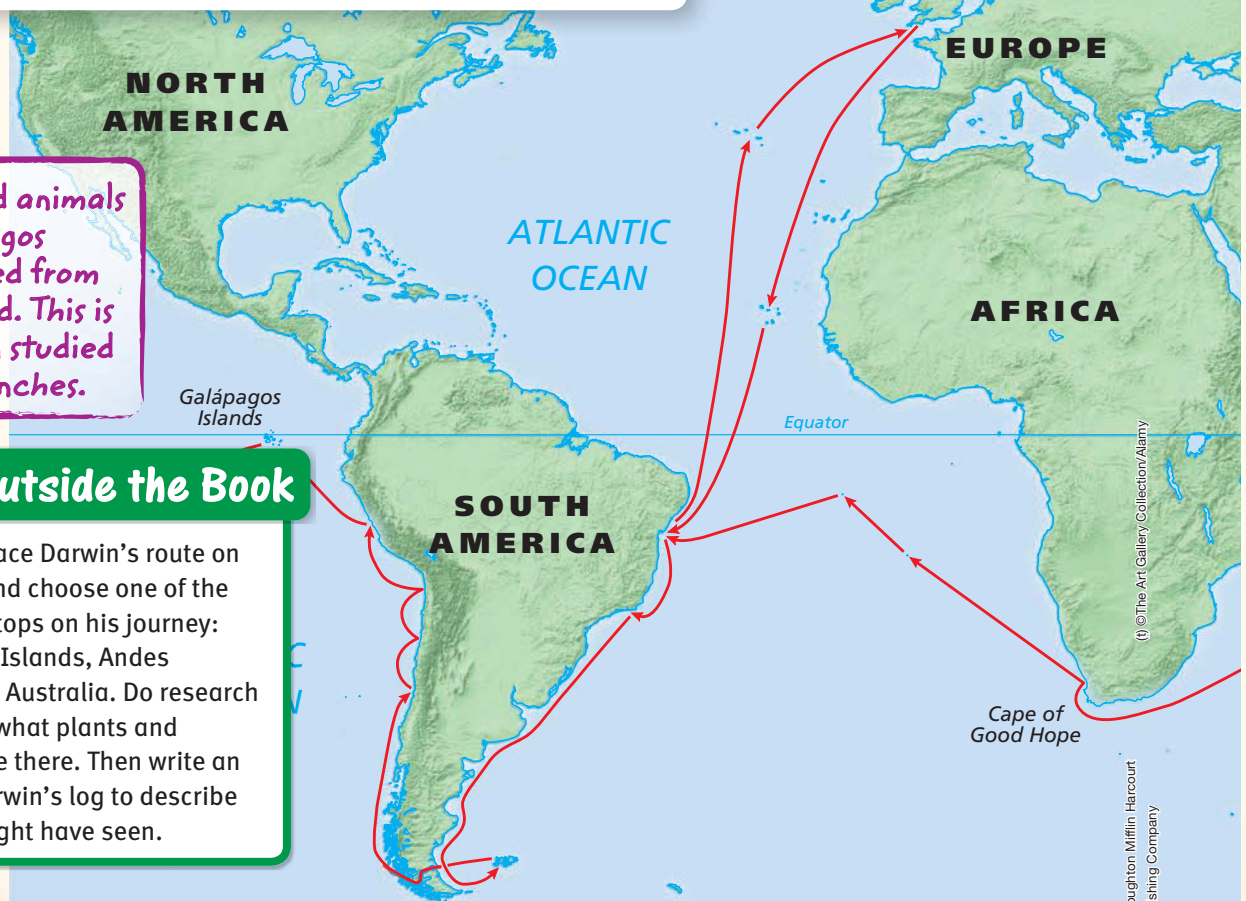 NORTH
AMERICA
EUROPE
animals
gos
ed from
d. This is
studied
nches.
ATLANTIC
OCEAN
AFRICA
Galápagos
Islands
Equator
utside the Book
SOUTH
AMERICA
ace Darwin’s route on
nd choose one of the
tops on his journey:
Islands, Andes
Australia. Do research
what plants and
e there. Then write an
rwin’s log to describe
ght have seen.
C
N
Cape of
Good Hope
(t) ©The Art Gallery Collection/Alamy
oughton Mifflin Harcourt
shing Company